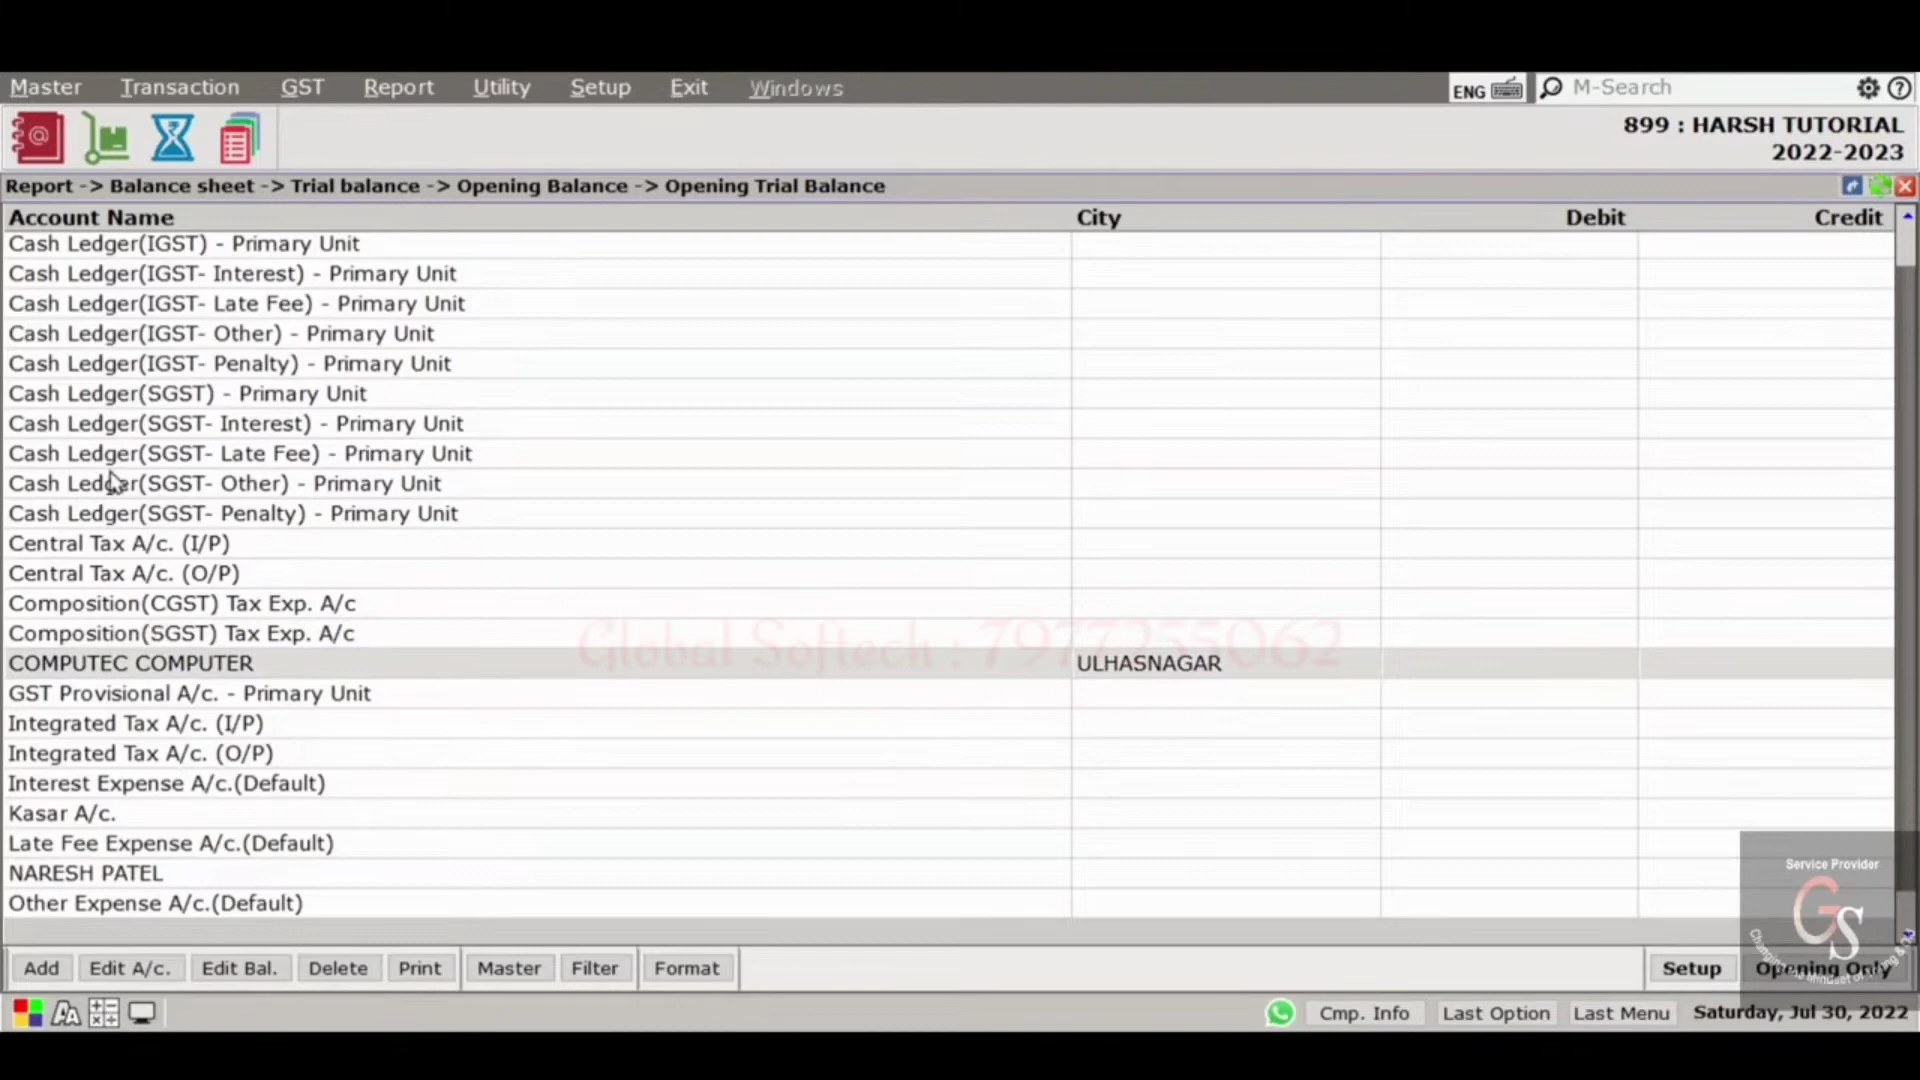 Master Transaction GST Report Utility Setup Exit Windows ENG M-Search
899 : HARSH TUTORIAL
2022-2023
Report -> Balance sheet -> Trial balance -> Opening Balance -> Opening Trial Balance
Account Name City Debit Credit
Cash Ledger(IGST) - Primary Unit
Cash Ledger(IGST- Interest) - Primary Unit
Cash Ledger(IGST- Late Fee) - Primary Unit
Cash Ledger(IGST- Other) - Primary Unit
Cash Ledger(IGST- Penalty) - Primary Unit
Cash Ledger(SGST) - Primary Unit
Cash Ledger(SGST- Interest) - Primary Unit
Cash Ledger(SGST- Late Fee) - Primary Unit
Cash Ledger(SGST- Other) - Primary Unit
Cash Ledger(SGST- Penalty) - Primary Unit
Central Tax A/c. (I/P)
Central Tax A/c. (O/P)
Composition(CGST) Tax Exp. A/c
Composition(SGST) Tax Exp. A/c
Global Softech : 7977255062
COMPUTEC COMPUTER ULHASNAGAR
GST Provisional A/c. - Primary Unit
Integrated Tax A/c. (I/P)
Integrated Tax A/c. (O/P)
Interest Expense A/c.(Default)
Kasar A/c.
Late Fee Expense A/c.(Default)
NARESH PATEL
Other Expense A/c.(Default)
Service Provider
GS
Add Edit A/c. Edit Bal. Delete Print Master Filter Format Setup Opening Only
Cmp. Info Last Option Last Menu Saturday, Jul 30, 2022